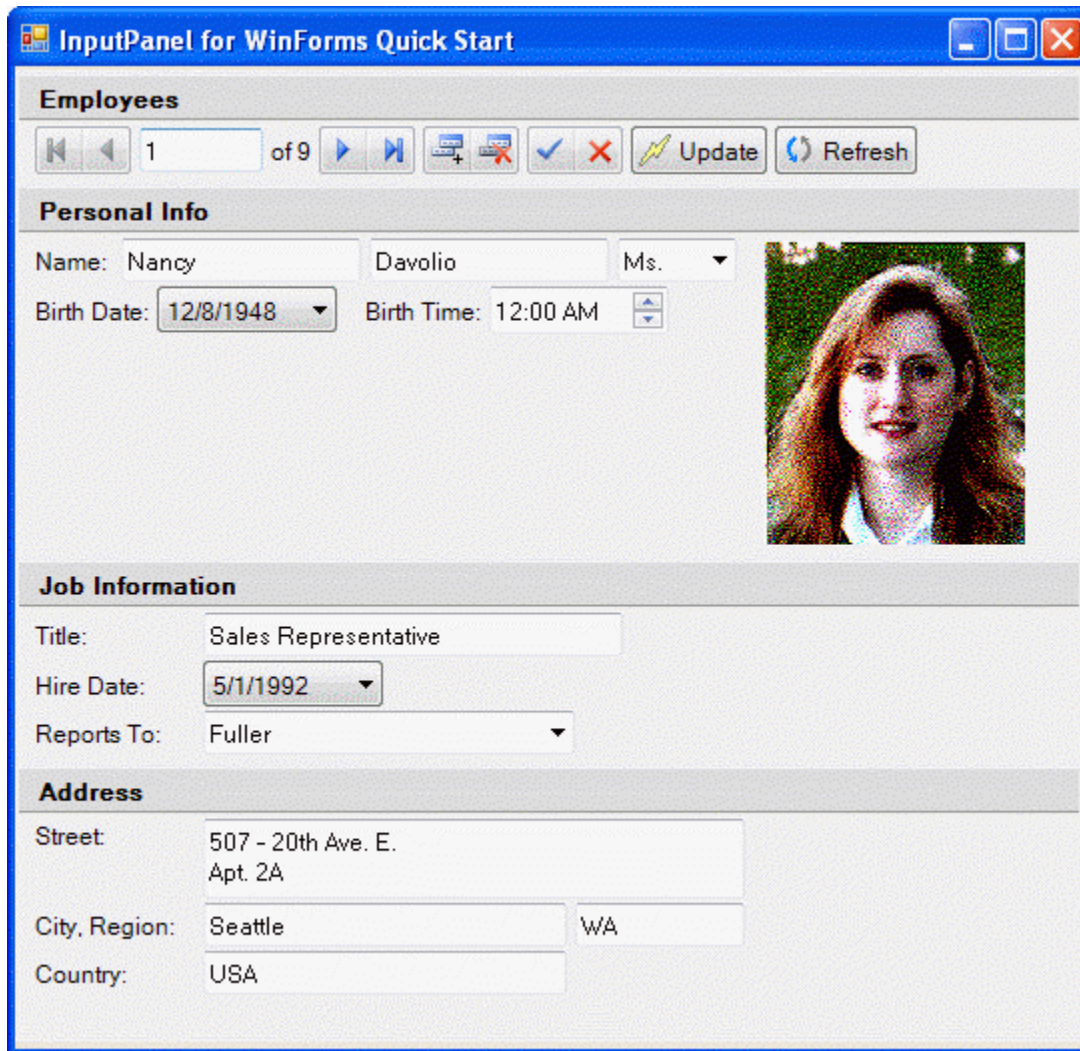 InputPanel for WinForms Quick Start
Employees
1 of 9 Update Refresh
Personal Info
Name: Nancy Davolio Ms.
Birth Date: 12/8/1948 Birth Time: 12:00 AM
Job Information
Title: Sales Representative
Hire Date: 5/1/1992
Reports To: Fuller
Address
Street: 507 - 20th Ave. E.
Apt. 2A
City, Region: Seattle WA
Country: USA